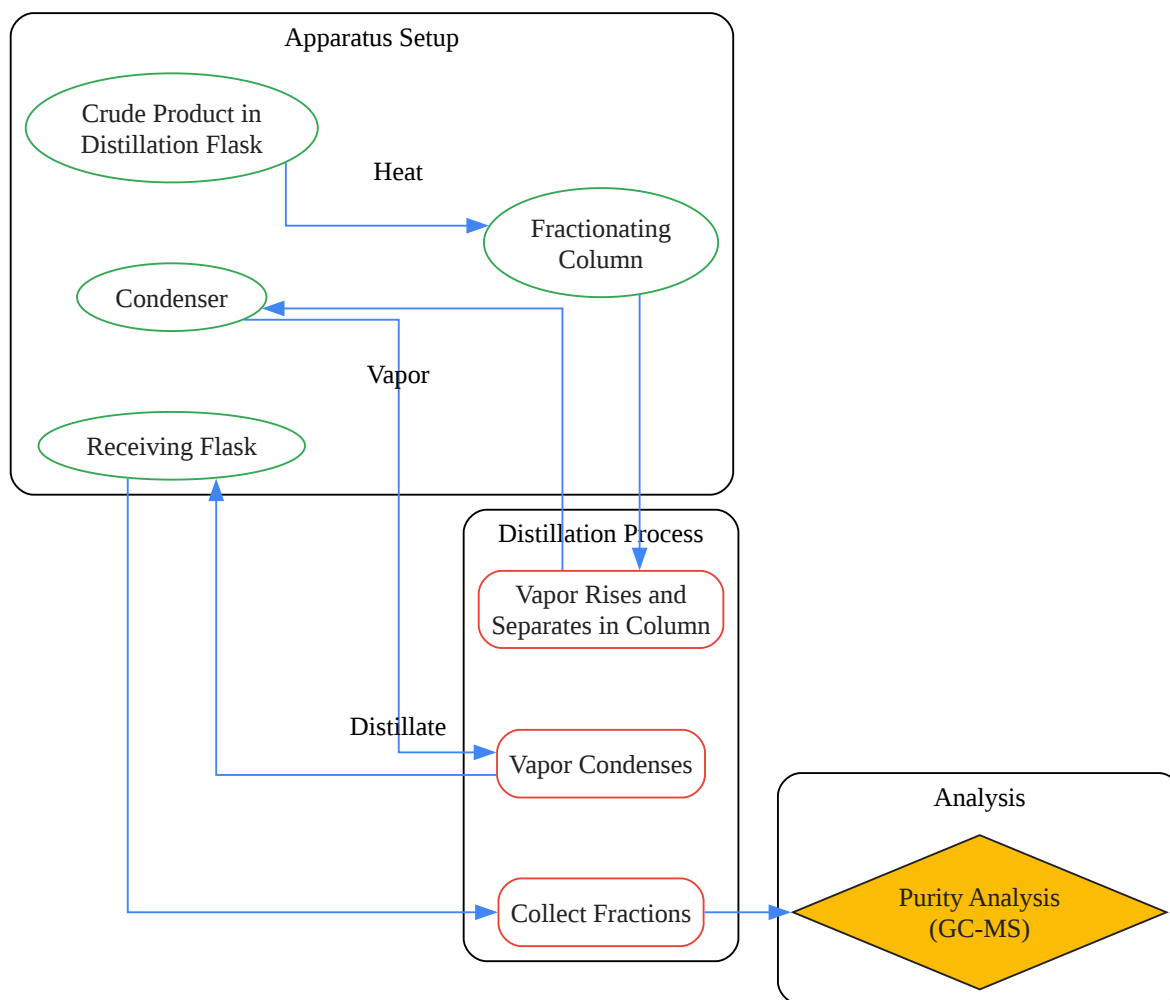 Apparatus Setup
Crude Product in
Distillation Flask
Heat
Fractionating
Column
Condenser
Vapor
Receiving Flask
Distillation Process
Vapor Rises and
Separates in Column
Distillate
Vapor Condenses
Analysis
Collect Fractions
Purity Analysis
(GC-MS)